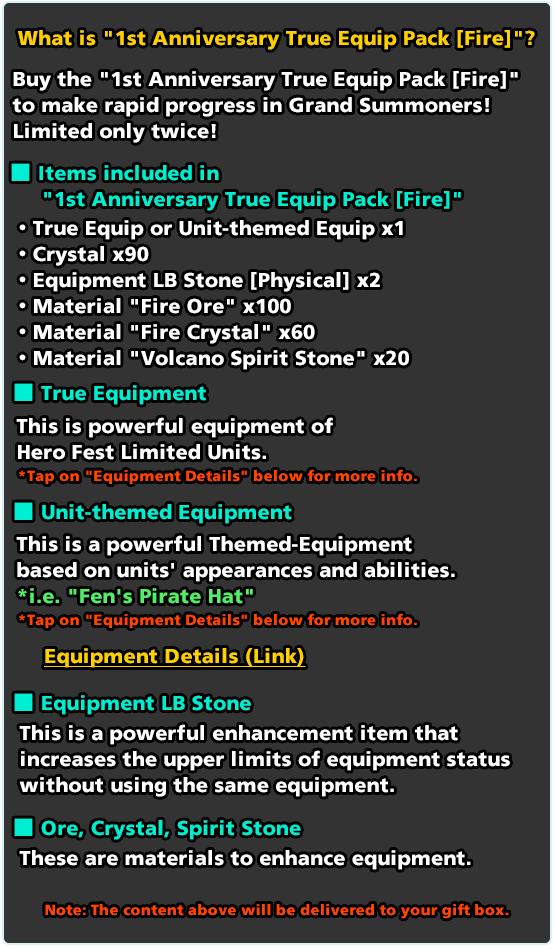 What is "1st Anniversary True Equip Pack [Fire]"?
Buy the "1st Anniversary True Equip Pack [Fire]"
to make rapid progress in Grand Summoners!
Limited only twice!
■ Items included in
"1st Anniversary True Equip Pack [Fire]"
• True Equip or Unit-themed Equip x1
• Crystal x90
• Equipment LB Stone [Physical] x2
• Material "Fire Ore" x100
• Material "Fire Crystal" x60
• Material "Volcano Spirit Stone" x20
■ True Equipment
This is powerful equipment of
Hero Fest Limited Units.
*Tap on "Equipment Details" below for more info.
■ Unit-themed Equipment
This is a powerful Themed-Equipment
based on units' appearances and abilities.
*i.e. "Fen's Pirate Hat"
*Tap on "Equipment Details" below for more info.
Equipment Details (Link)
■ Equipment LB Stone
This is a powerful enhancement item that
increases the upper limits of equipment status
without using the same equipment.
■ Ore, Crystal, Spirit Stone
These are materials to enhance equipment.
Note: The content above will be delivered to your gift box.